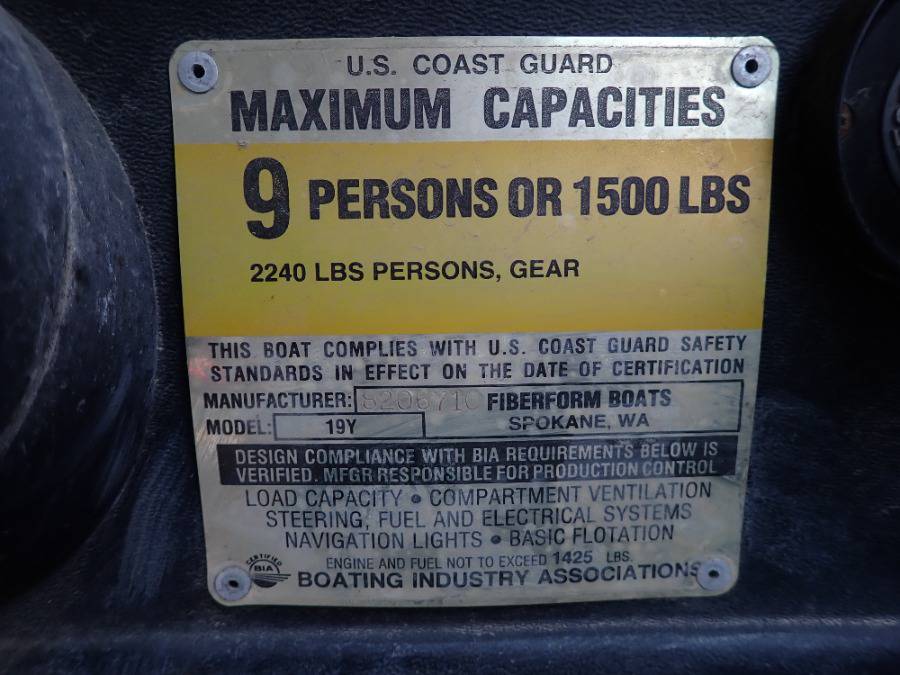 U.S. COAST GUARD
MAXIMUM CAPACITIES
9 PERSONS OR 1500 LBS
2240 LBS PERSONS, GEAR
THIS BOAT COMPLIES WITH U.S. COAST GUARD SAFETY
STANDARDS IN EFFECT ON THE DATE OF CERTIFICATION
MANUFACTURER: FIBERFORM BOATS
MODEL: 19Y SPOKANE, WA
DESIGN COMPLIANCE WITH BIA REQUIREMENTS BELOW IS
VERIFIED. MFGR RESPONSIBLE FOR PRODUCTION CONTROL
LOAD CAPACITY • COMPARTMENT VENTILATION
STEERING, FUEL AND ELECTRICAL SYSTEMS
NAVIGATION LIGHTS • BASIC FLOTATION
ENGINE AND FUEL NOT TO EXCEED 1425 LBS.
CERTIFIED
BIA
BOATING INDUSTRY ASSOCIATIONS